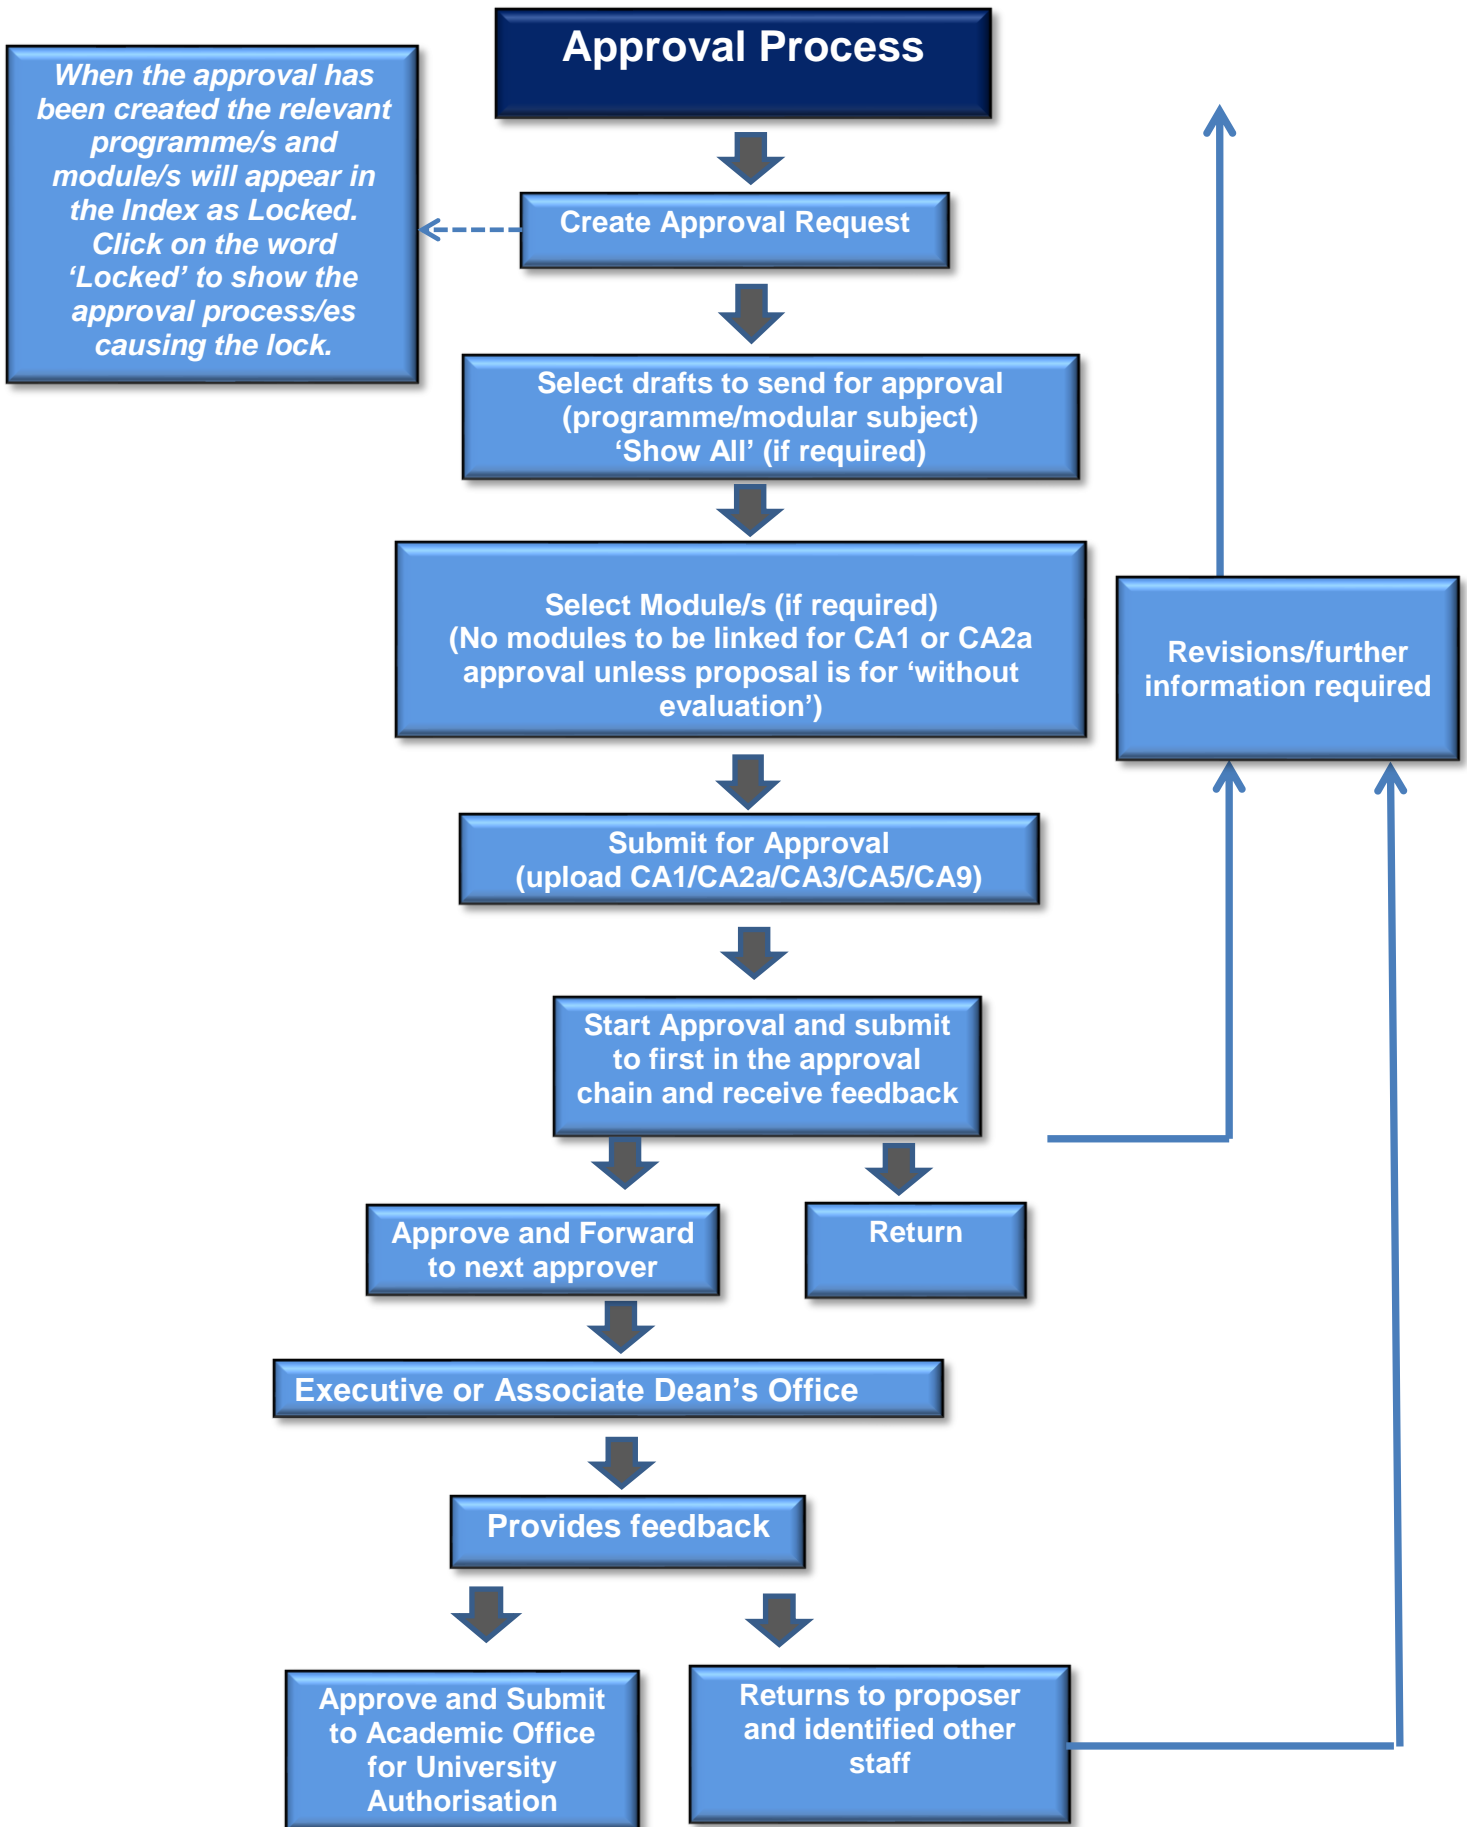 Approval Process
When the approval has
been created the relevant
programme/s and
module/s will appear in
the Index as Locked.
Click on the word
‘Locked’ to show the
approval process/es
causing the lock.
Create Approval Request
Select drafts to send for approval
(programme/modular subject)
‘Show All’ (if required)
Select Module/s (if required)
(No modules to be linked for CA1 or CA2a
approval unless proposal is for ‘without
evaluation’)
Revisions/further
information required
Submit for Approval
(upload CA1/CA2a/CA3/CA5/CA9)
Start Approval and submit
to first in the approval
chain and receive feedback
Approve and Forward
to next approver
Return
Executive or Associate Dean’s Office
Provides feedback
Approve and Submit
to Academic Office
for University
Authorisation
Returns to proposer
and identified other
staff